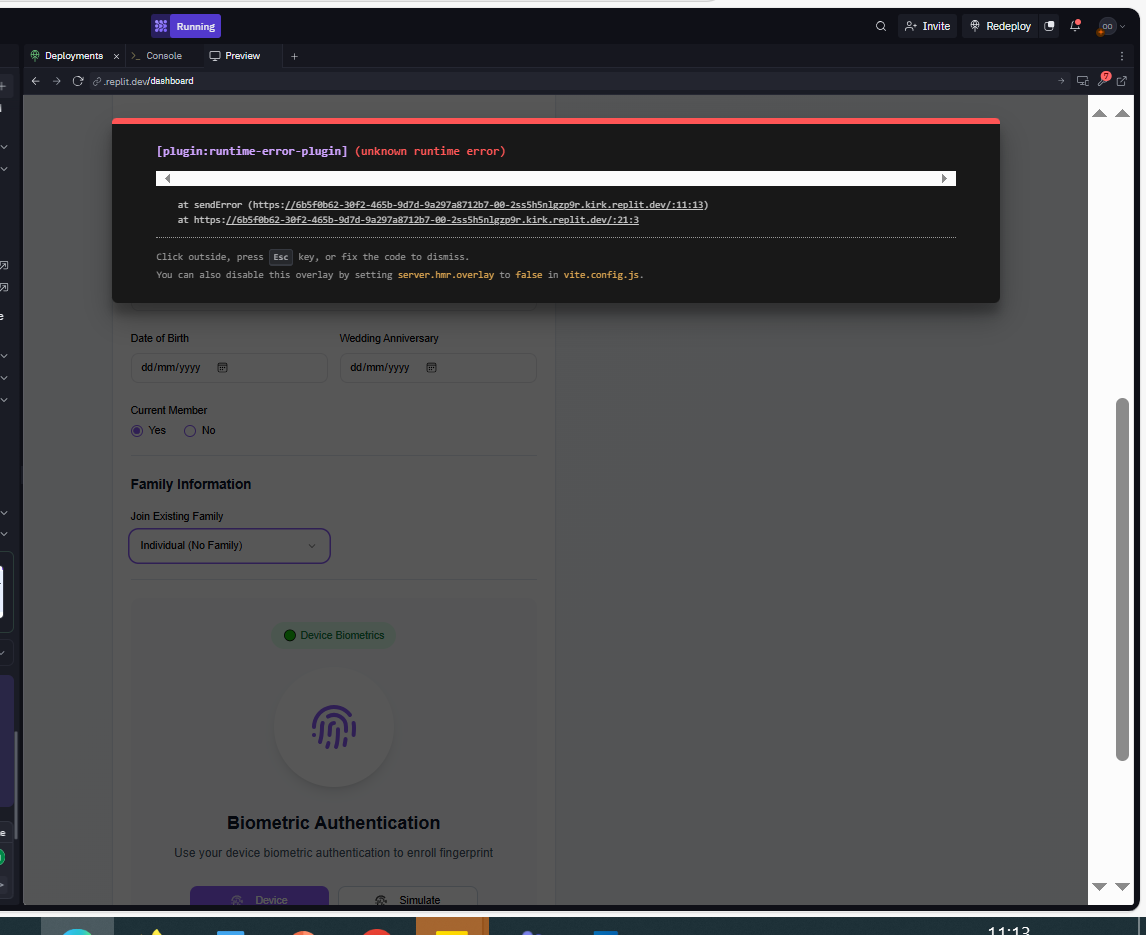 Running
Invite
Redeploy
Deployments
Console
Preview
.replit.dev/dashboard
7
[plugin:runtime-error-plugin] (unknown runtime error)
at sendError (https://6b5f0b62-30f2-465b-9d7d-9a297a8712b7-00-2ss5h5nlgzp9r.kirk.replit.dev/:11:13)
at https://6b5f0b62-30f2-465b-9d7d-9a297a8712b7-00-2ss5h5nlgzp9r.kirk.replit.dev/:21:3
Click outside, press Esc key, or fix the code to dismiss.
You can also disable this overlay by setting server.hmr.overlay to false in vite.config.js.
Date of Birth Wedding Anniversary
dd/mm/yyyy dd/mm/yyyy
Current Member
Yes No
Family Information
Join Existing Family
Individual (No Family)
Device Biometrics
Biometric Authentication
Use your device biometric authentication to enroll fingerprint
Device Simulate
11:13